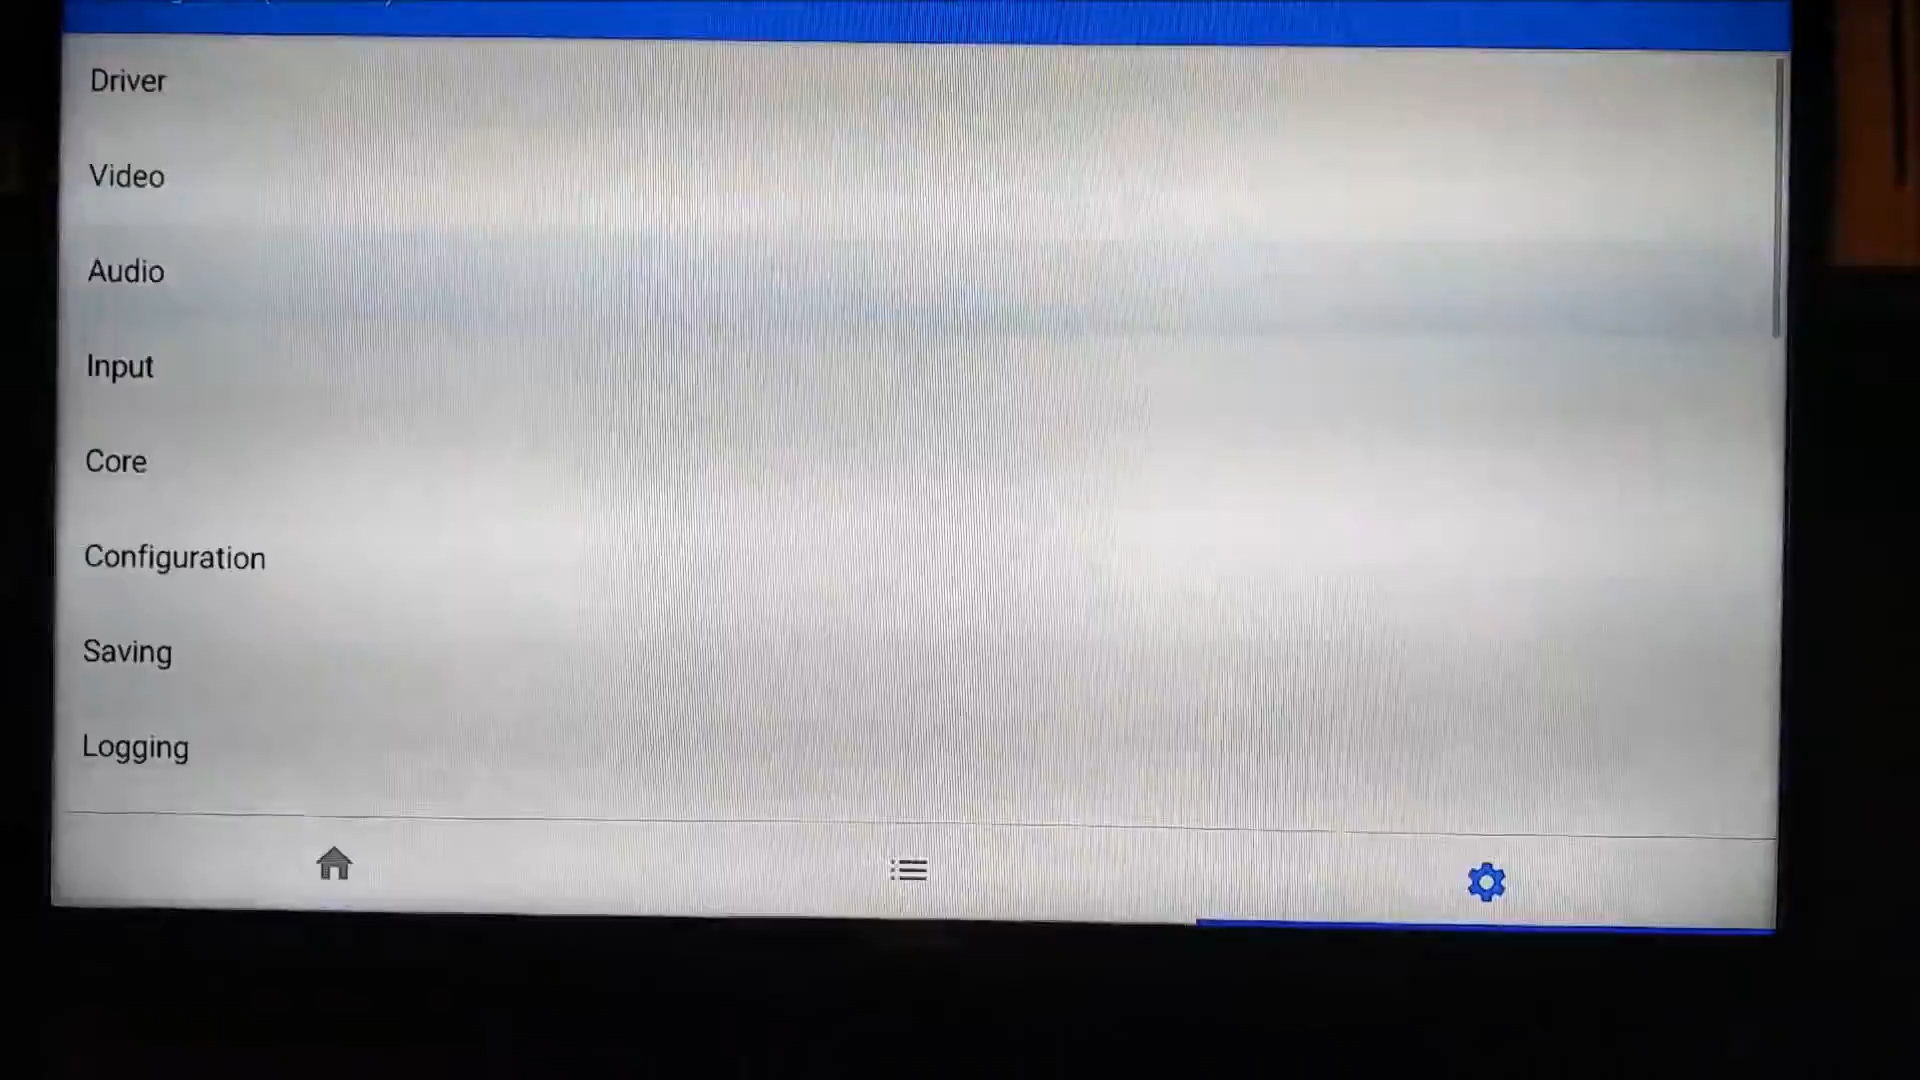 Driver
Video
Audio
Input
Core
Configuration
Saving
Logging